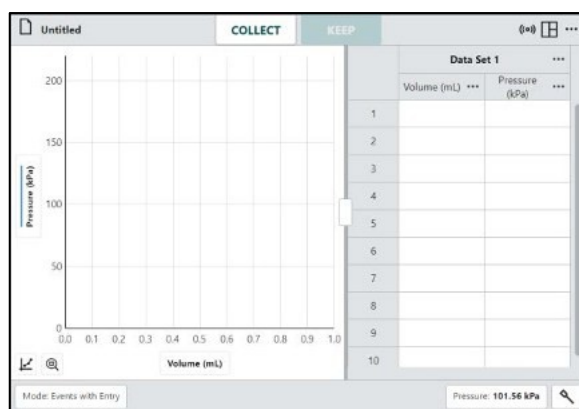 Untitled
COLLECT
KEEP
Data Set 1
Volume (mL)
Pressure
(kPa)
220
150
100
50
0
Pressure (kPa)
0.0 0.1 0.2 0.3 0.4 0.5 0.6 0.7 0.8 0.9 1.0
Volume (mL)
1
2
3
4
5
6
7
8
9
10
Mode: Events with Entry
Pressure: 101.56 kPa